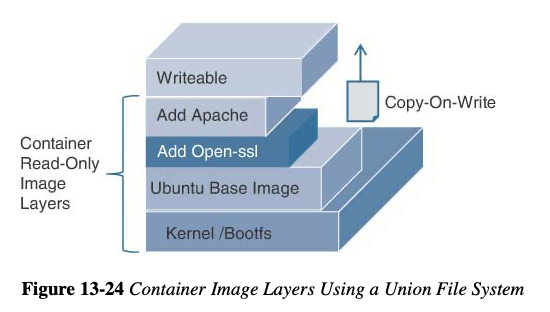 Writeable
Add Apache
Copy-On-Write
Add Open-ssl
Container
Read-Only
Image
Layers
Ubuntu Base Image
Kernel /Bootfs
Figure 13-24 Container Image Layers Using a Union File System